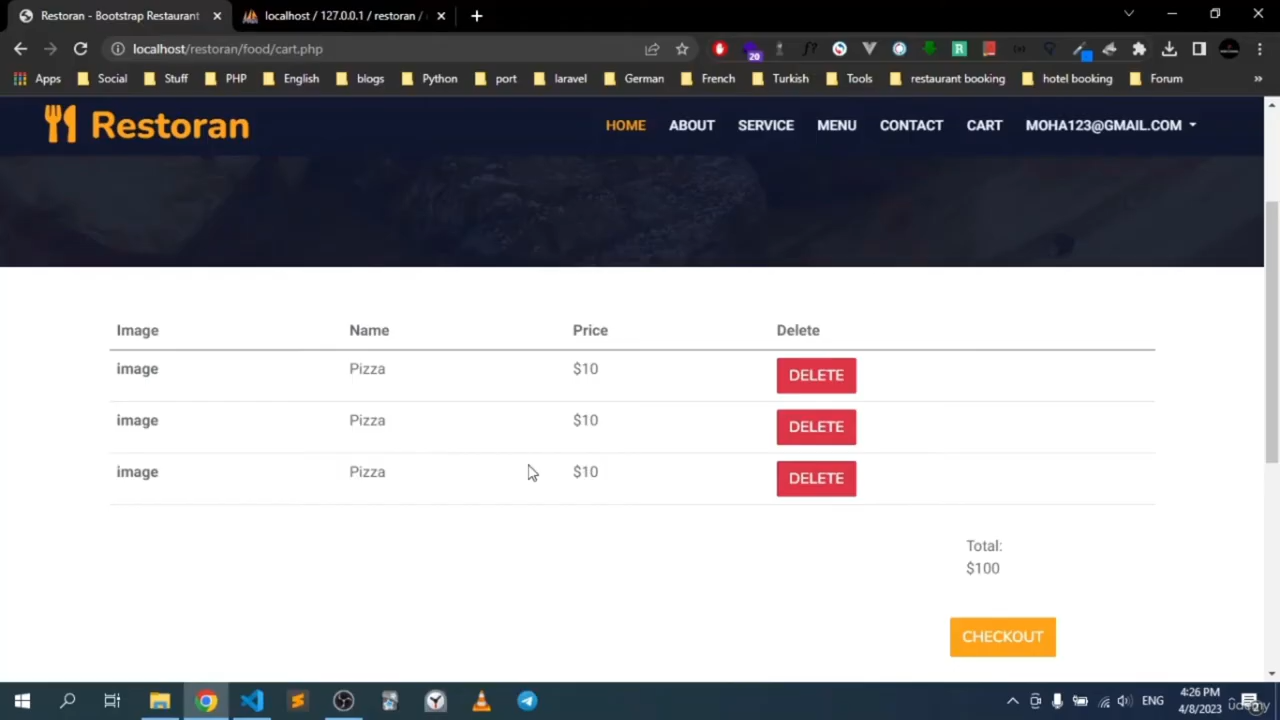 Restoran - Bootstrap Restaurant
localhost / 127.0.0.1 / restoran /
localhost/restoran/food/cart.php
20
Apps Social Stuff PHP English blogs Python port laravel German French Turkish Tools restaurant booking hotel booking Forum »
Restoran
HOME ABOUT SERVICE MENU CONTACT CART MOHA123@GMAIL.COM
Image Name Price Delete
image Pizza $10 DELETE
image Pizza $10 DELETE
image Pizza $10 DELETE
Total:
$100
CHECKOUT
ENG
4:26 PM
4/8/2023
udemy